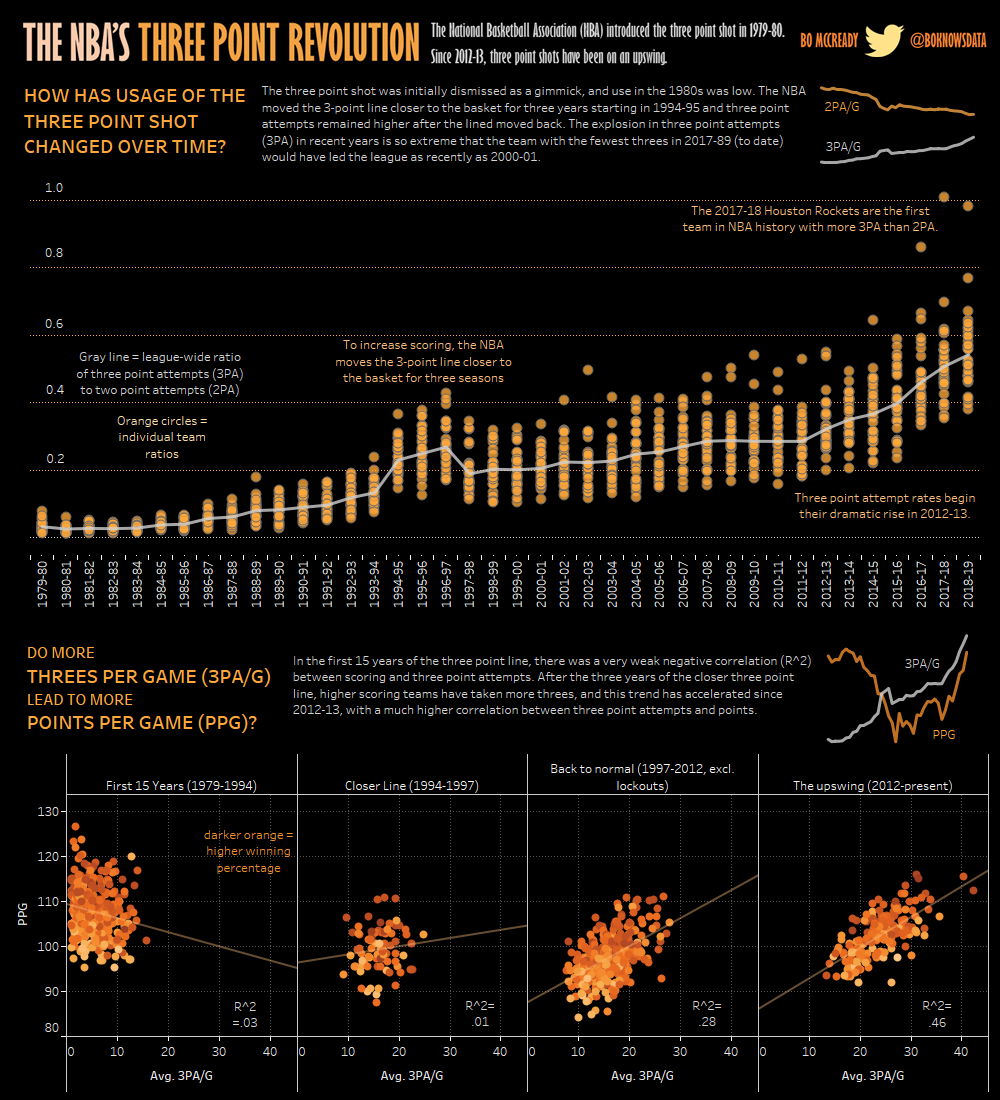 THE NBA'S THREE POINT REVOLUTION
The National Basketball Association (NBA) introduced the three point shot in 1979-80.
Since 2012-13, three point shots have been on an upswing.
BO MCCREADY @BOKNOWSDATA
HOW HAS USAGE OF THE
THREE POINT SHOT
CHANGED OVER TIME?
The three point shot was initially dismissed as a gimmick, and use in the 1980s was low. The NBA
moved the 3-point line closer to the basket for three years starting in 1994-95 and three point
attempts remained higher after the lined moved back. The explosion in three point attempts
(3PA) in recent years is so extreme that the team with the fewest threes in 2017-89 (to date)
would have led the league as recently as 2000-01.
2PA/G
3PA/G
1.0
0.8
0.6
0.4
0.2
The 2017-18 Houston Rockets are the first
team in NBA history with more 3PA than 2PA.
To increase scoring, the NBA
moves the 3-point line closer to
the basket for three seasons
Gray line = league-wide ratio
of three point attempts (3PA)
to two point attempts (2PA)
Orange circles =
individual team
ratios
Three point attempt rates begin
their dramatic rise in 2012-13.
1979-80
1980-81
1981-82
1982-83
1983-84
1984-85
1985-86
1986-87
1987-88
1988-89
1989-90
1990-91
1991-92
1992-93
1993-94
1994-95
1995-96
1996-97
1997-98
1998-99
1999-00
2000-01
2001-02
2002-03
2003-04
2004-05
2005-06
2006-07
2007-08
2008-09
2009-10
2010-11
2011-12
2012-13
2013-14
2014-15
2015-16
2016-17
2017-18
2018-19
DO MORE
THREES PER GAME (3PA/G)
LEAD TO MORE
POINTS PER GAME (PPG)?
In the first 15 years of the three point line, there was a very weak negative correlation (R^2)
between scoring and three point attempts. After the three years of the closer three point
line, higher scoring teams have taken more threes, and this trend has accelerated since
2012-13, with a much higher correlation between three point attempts and points.
3PA/G
PPG
First 15 Years (1979-1994)
Closer Line (1994-1997)
Back to normal (1997-2012, excl.
lockouts)
The upswing (2012-present)
PPG
130
120
110
100
90
80
darker orange =
higher winning
percentage
R^2
=.03
R^2=
.01
R^2=
.28
R^2=
.46
0 10 20 30 40
0 10 20 30 40
0 10 20 30 40
0 10 20 30 40
Avg. 3PA/G
Avg. 3PA/G
Avg. 3PA/G
Avg. 3PA/G